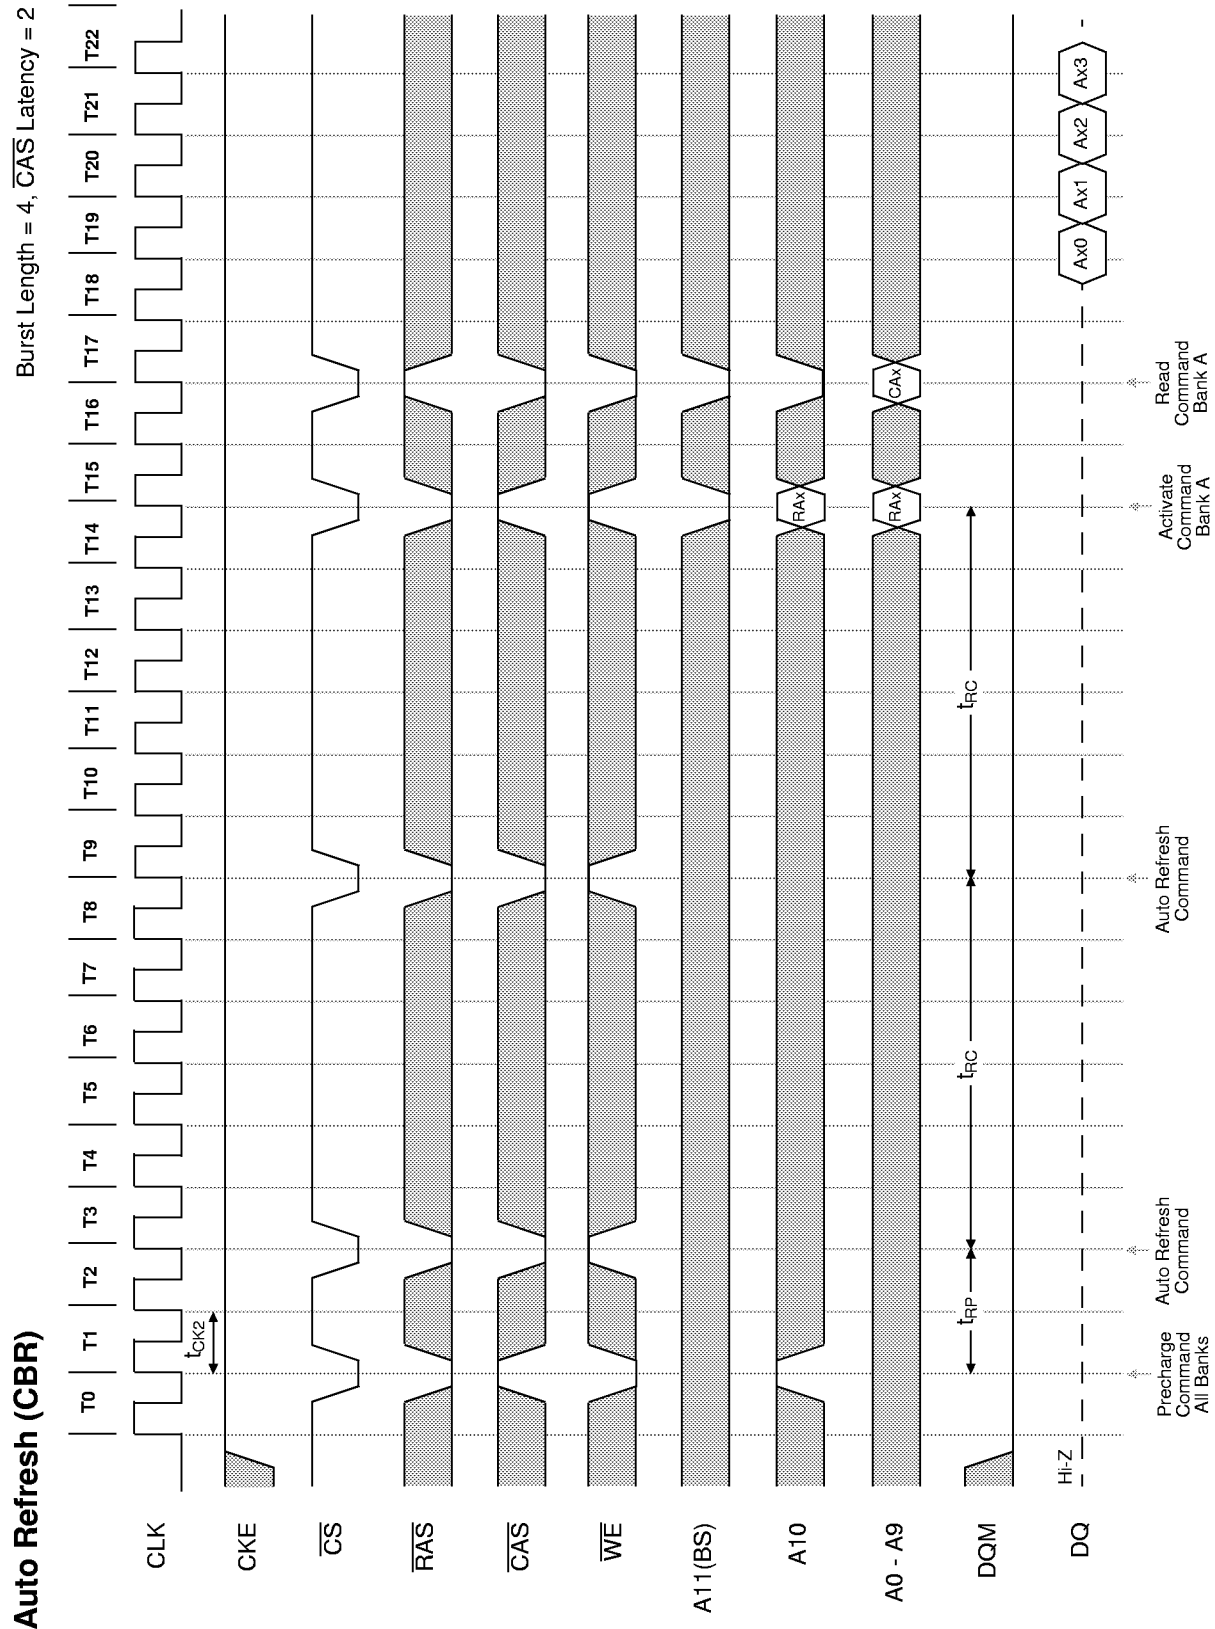 Auto Refresh (CBR)
Burst Length = 4, CAS Latency = 2
T0 T1 T2 T3 T4 T5 T6 T7 T8 T9 T10 T11 T12 T13 T14 T15 T16 T17 T18 T19 T20 T21 T22
CLK
tCK2
CKE
CS
RAS
CAS
WE
A11(BS)
A10
RAx
A0 - A9
RAx CAx
DQM
tRP tRC tRC
DQ
Hi-Z
Ax0 Ax1 Ax2 Ax3
Precharge
Command
All Banks
Auto Refresh
Command
Auto Refresh
Command
Activate
Command
Bank A
Read
Command
Bank A